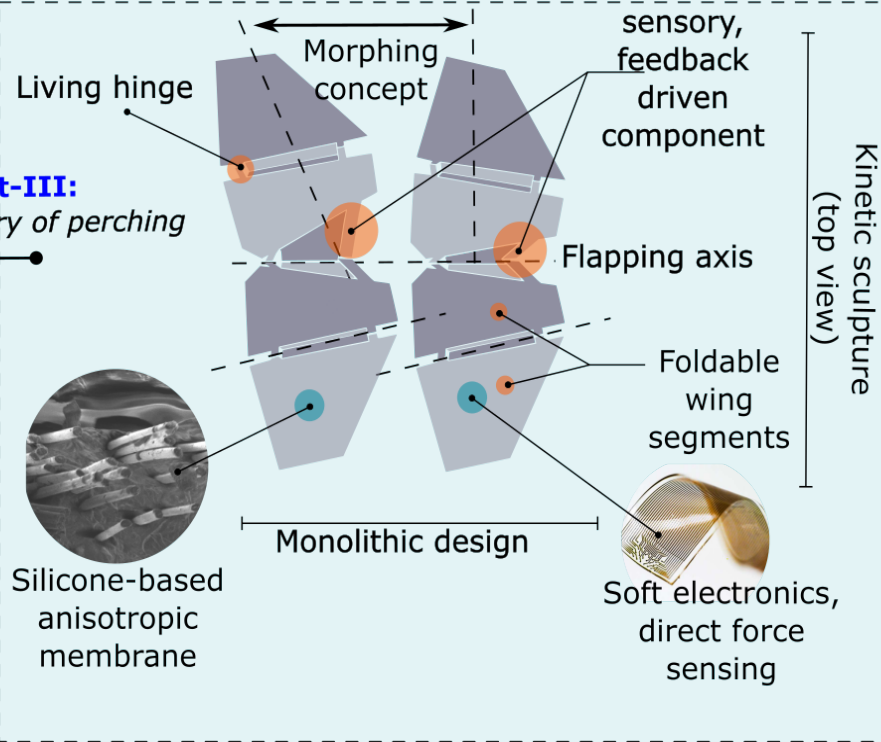 sensory,
feedback
driven
component
Morphing
concept
Living hinge
t-III:
ry of perching
Flapping axis
Kinetic sculpture
(top view)
Foldable
wing
segments
Monolithic design
Silicone-based
anisotropic
membrane
Soft electronics,
direct force
sensing